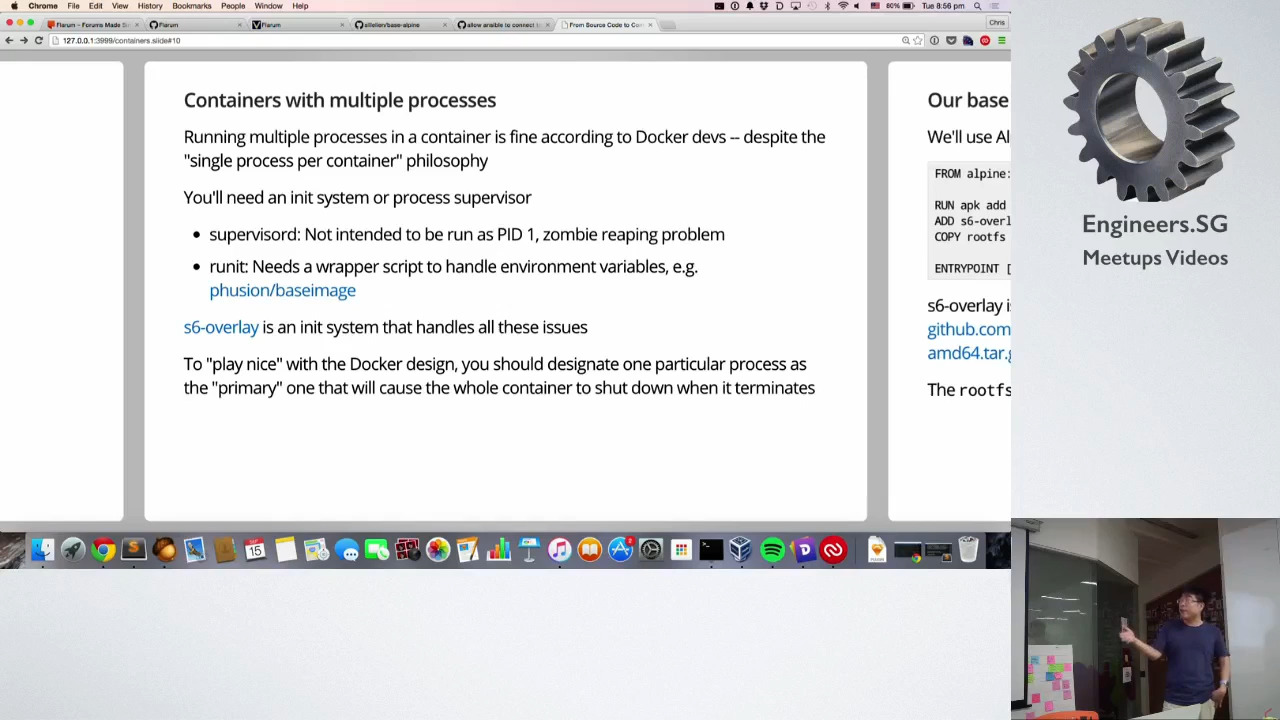 Chrome File Edit View History Bookmarks People Window Help
80% Tue 8:56 pm
Flarum
Flarum
Chris
127.0.0.1:3999/containers.slide#10
Containers with multiple processes
Running multiple processes in a container is fine according to Docker devs -- despite the
"single process per container" philosophy
You'll need an init system or process supervisor
supervisord: Not intended to be run as PID 1, zombie reaping problem
runit: Needs a wrapper script to handle environment variables, e.g.
phusion/baseimage
s6-overlay is an init system that handles all these issues
To "play nice" with the Docker design, you should designate one particular process as
the "primary" one that will cause the whole container to shut down when it terminates
Our base
We'll use Al
FROM alpine:
RUN apk add
ADD s6-overl
COPY rootfs
ENTRYPOINT [
s6-overlay is
github.com
amd64.tar.g
The rootfs
Engineers.SG
Meetups Videos
15